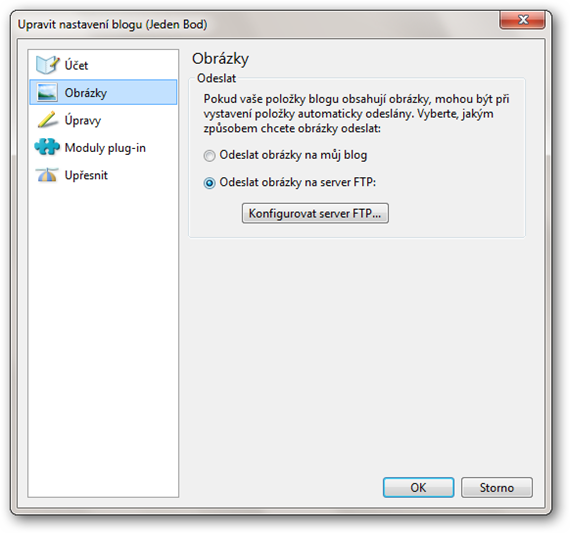 Upravit nastavení blogu (Jeden Bod)
Účet
Obrázky
Úpravy
Moduly plug-in
Upřesnit
Obrázky
Odeslat
Pokud vaše položky blogu obsahují obrázky, mohou být při
vystavení položky automaticky odeslány. Vyberte, jakým
způsobem chcete obrázky odeslat:
Odeslat obrázky na můj blog
Odeslat obrázky na server FTP:
Konfigurovat server FTP...
OK
Storno